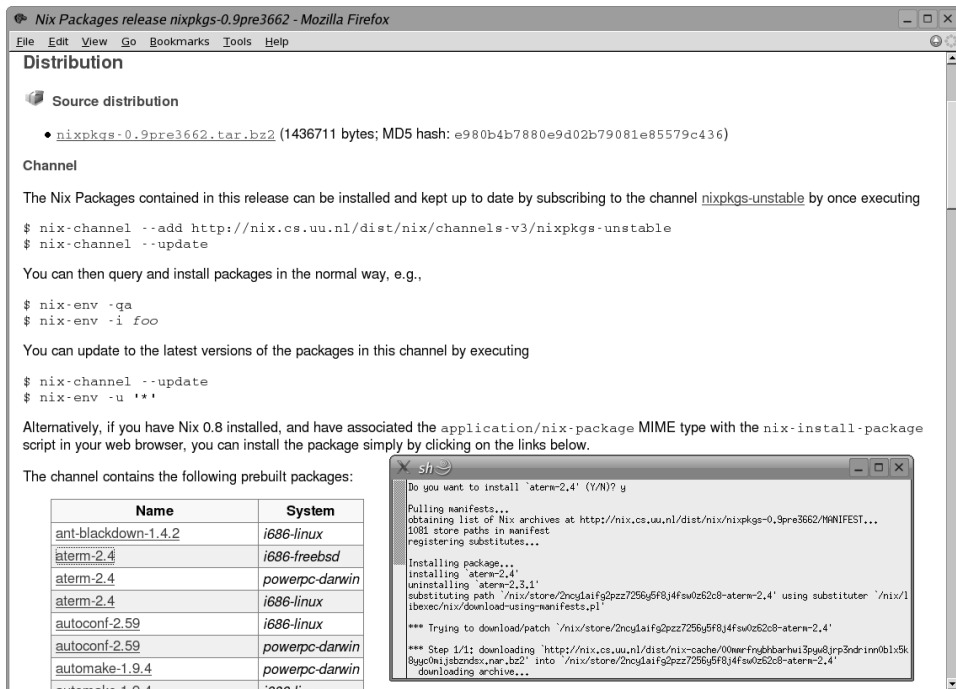 Nix Packages release nixpkgs-0.9pre3662 - Mozilla Firefox
File Edit View Go Bookmarks Tools Help
Distribution
Source distribution
• nixpkgs-0.9pre3662.tar.bz2 (1436711 bytes; MD5 hash: e980b4b7880e9d02b79081e85579c436)
Channel
The Nix Packages contained in this release can be installed and kept up to date by subscribing to the channel nixpkgs-unstable by once executing
$ nix-channel --add http://nix.cs.uu.nl/dist/nix/channels-v3/nixpkgs-unstable
$ nix-channel --update
You can then query and install packages in the normal way, e.g.,
$ nix-env -qa
$ nix-env -i foo
You can update to the latest versions of the packages in this channel by executing
$ nix-channel --update
$ nix-env -u '*'
Alternatively, if you have Nix 0.8 installed, and have associated the application/nix-package MIME type with the nix-install-package
script in your web browser, you can install the package simply by clicking on the links below.
The channel contains the following prebuilt packages:
Name System
ant-blackdown-1.4.2 i686-linux
aterm-2.4 i686-freebsd
aterm-2.4 powerpc-darwin
aterm-2.4 i686-linux
autoconf-2.59 i686-linux
autoconf-2.59 powerpc-darwin
automake-1.9.4 powerpc-darwin
sh
Do you want to install `aterm-2.4' (Y/N)? y
Pulling manifests...
obtaining list of Nix archives at http://nix.cs.uu.nl/dist/nix/nixpkgs-0.9pre3662/MANIFEST...
1081 store paths in manifest
registering substitutes...
Installing package...
installing `aterm-2.4'
uninstalling `aterm-2.3.1'
substituting path `/nix/store/2ncy1aifg2pzz7256y5f8j4fsw0z62c8-aterm-2.4' using substituter `/nix/l
ibexec/nix/download-using-manifests.pl'
*** Trying to download/patch `/nix/store/2ncy1aifg2pzz7256y5f8j4fsw0z62c8-aterm-2.4'
*** Step 1/1: downloading `http://nix.cs.uu.nl/dist/nix-cache/00mmrfnybhbarhwi3pyw8jrp3ndrinn0blx5k
8yyc0mijsbzndsx.nar.bz2' into `/nix/store/2ncy1aifg2pzz7256y5f8j4fsw0z62c8-aterm-2.4'
downloading archive...